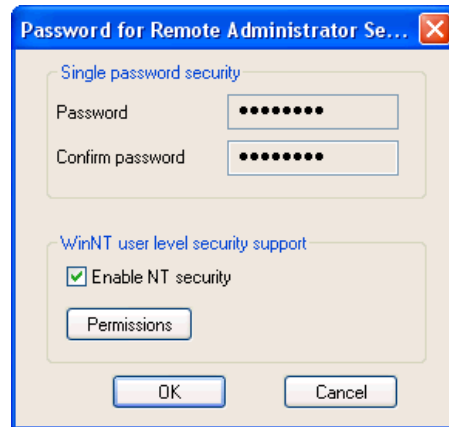 Password for Remote Administrator Se...
Single password security
Password ••••••••
Confirm password ••••••••
WinNT user level security support
Enable NT security
Permissions
OK Cancel